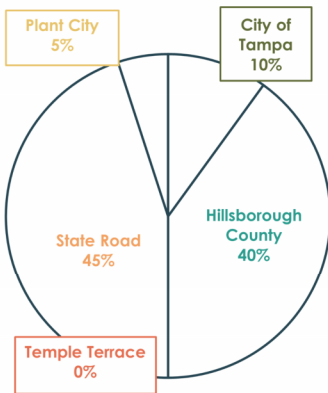 Plant City
5%
City of
Tampa
10%
State Road
45%
Hillsborough
County
40%
Temple Terrace
0%